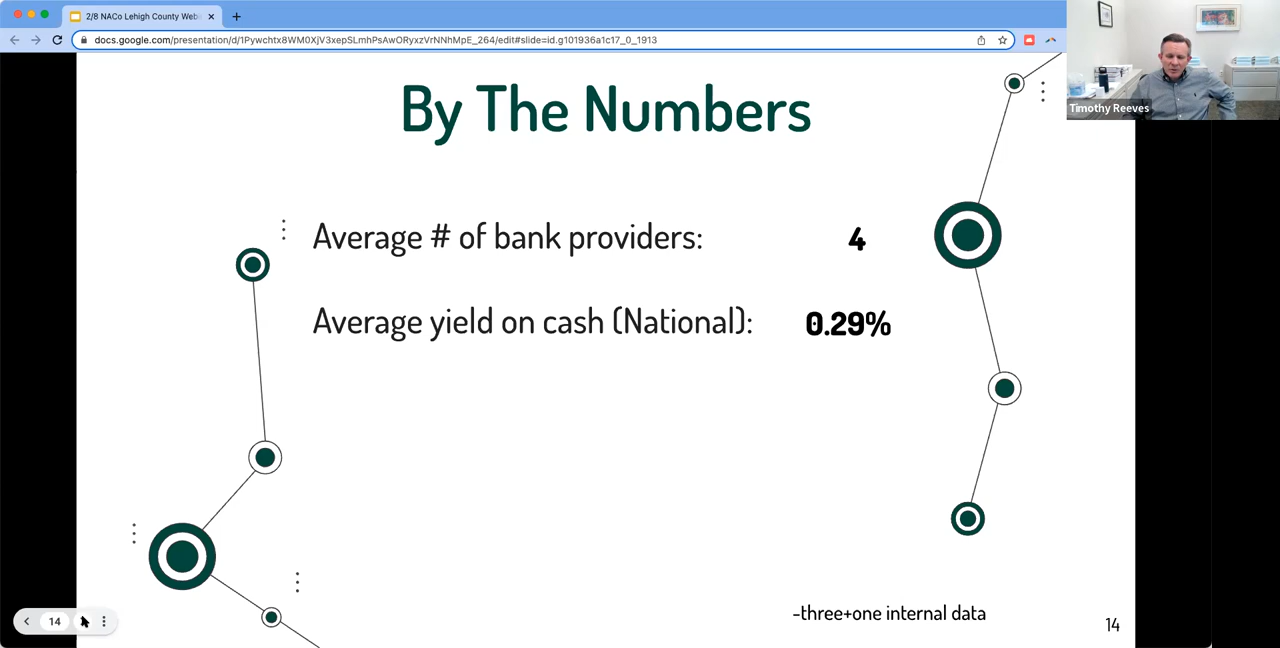 2/8 NACo Lehigh County Web
docs.google.com/presentation/d/1Pywchtx8WM0XjV3xepSLmhPsAwORyxzVrNNhMpE_264/edit#slide=id.g101936a1c17_0_1913
Timothy Reeves
By The Numbers
Average # of bank providers: 4
Average yield on cash (National): 0.29%
-three+one internal data
14
14